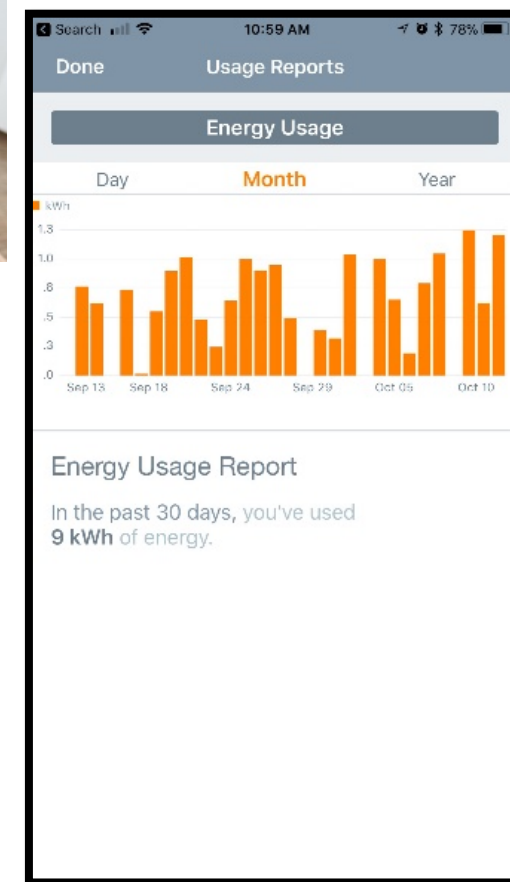 Search 10:59 AM 78%
Done Usage Reports
Energy Usage
Day Month Year
kWh
1.3
1.0
.8
.5
.3
.0
Sep 13 Sep 18 Sep 24 Sep 29 Oct 05 Oct 10
Energy Usage Report
In the past 30 days, you've used
9 kWh of energy.